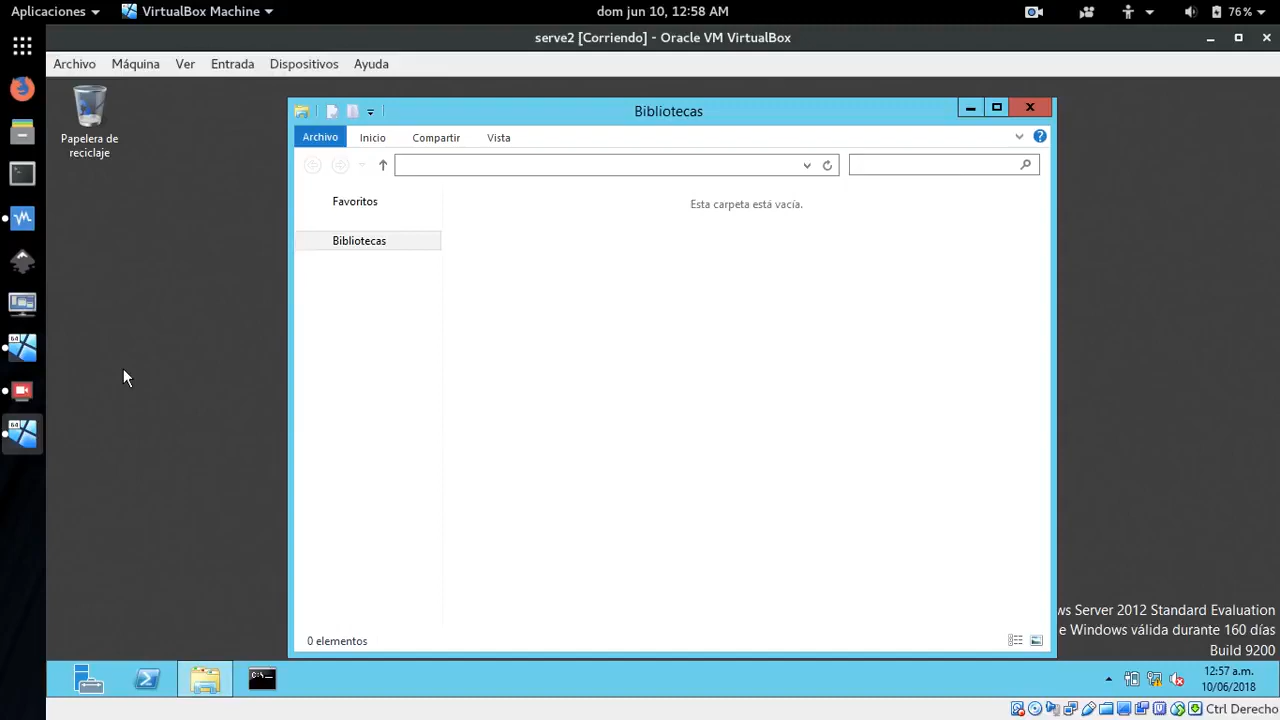 Aplicaciones
VirtualBox Machine
dom jun 10, 12:58 AM
76%
serve2 [Corriendo] - Oracle VM VirtualBox
Archivo
Máquina
Ver
Entrada
Dispositivos
Ayuda
Papelera de
reciclaje
Bibliotecas
Archivo
Inicio
Compartir
Vista
Favoritos
Esta carpeta está vacía.
Bibliotecas
0 elementos
ws Server 2012 Standard Evaluation
e Windows válida durante 160 días
Build 9200
12:57 a.m.
10/06/2018
Ctrl Derecho